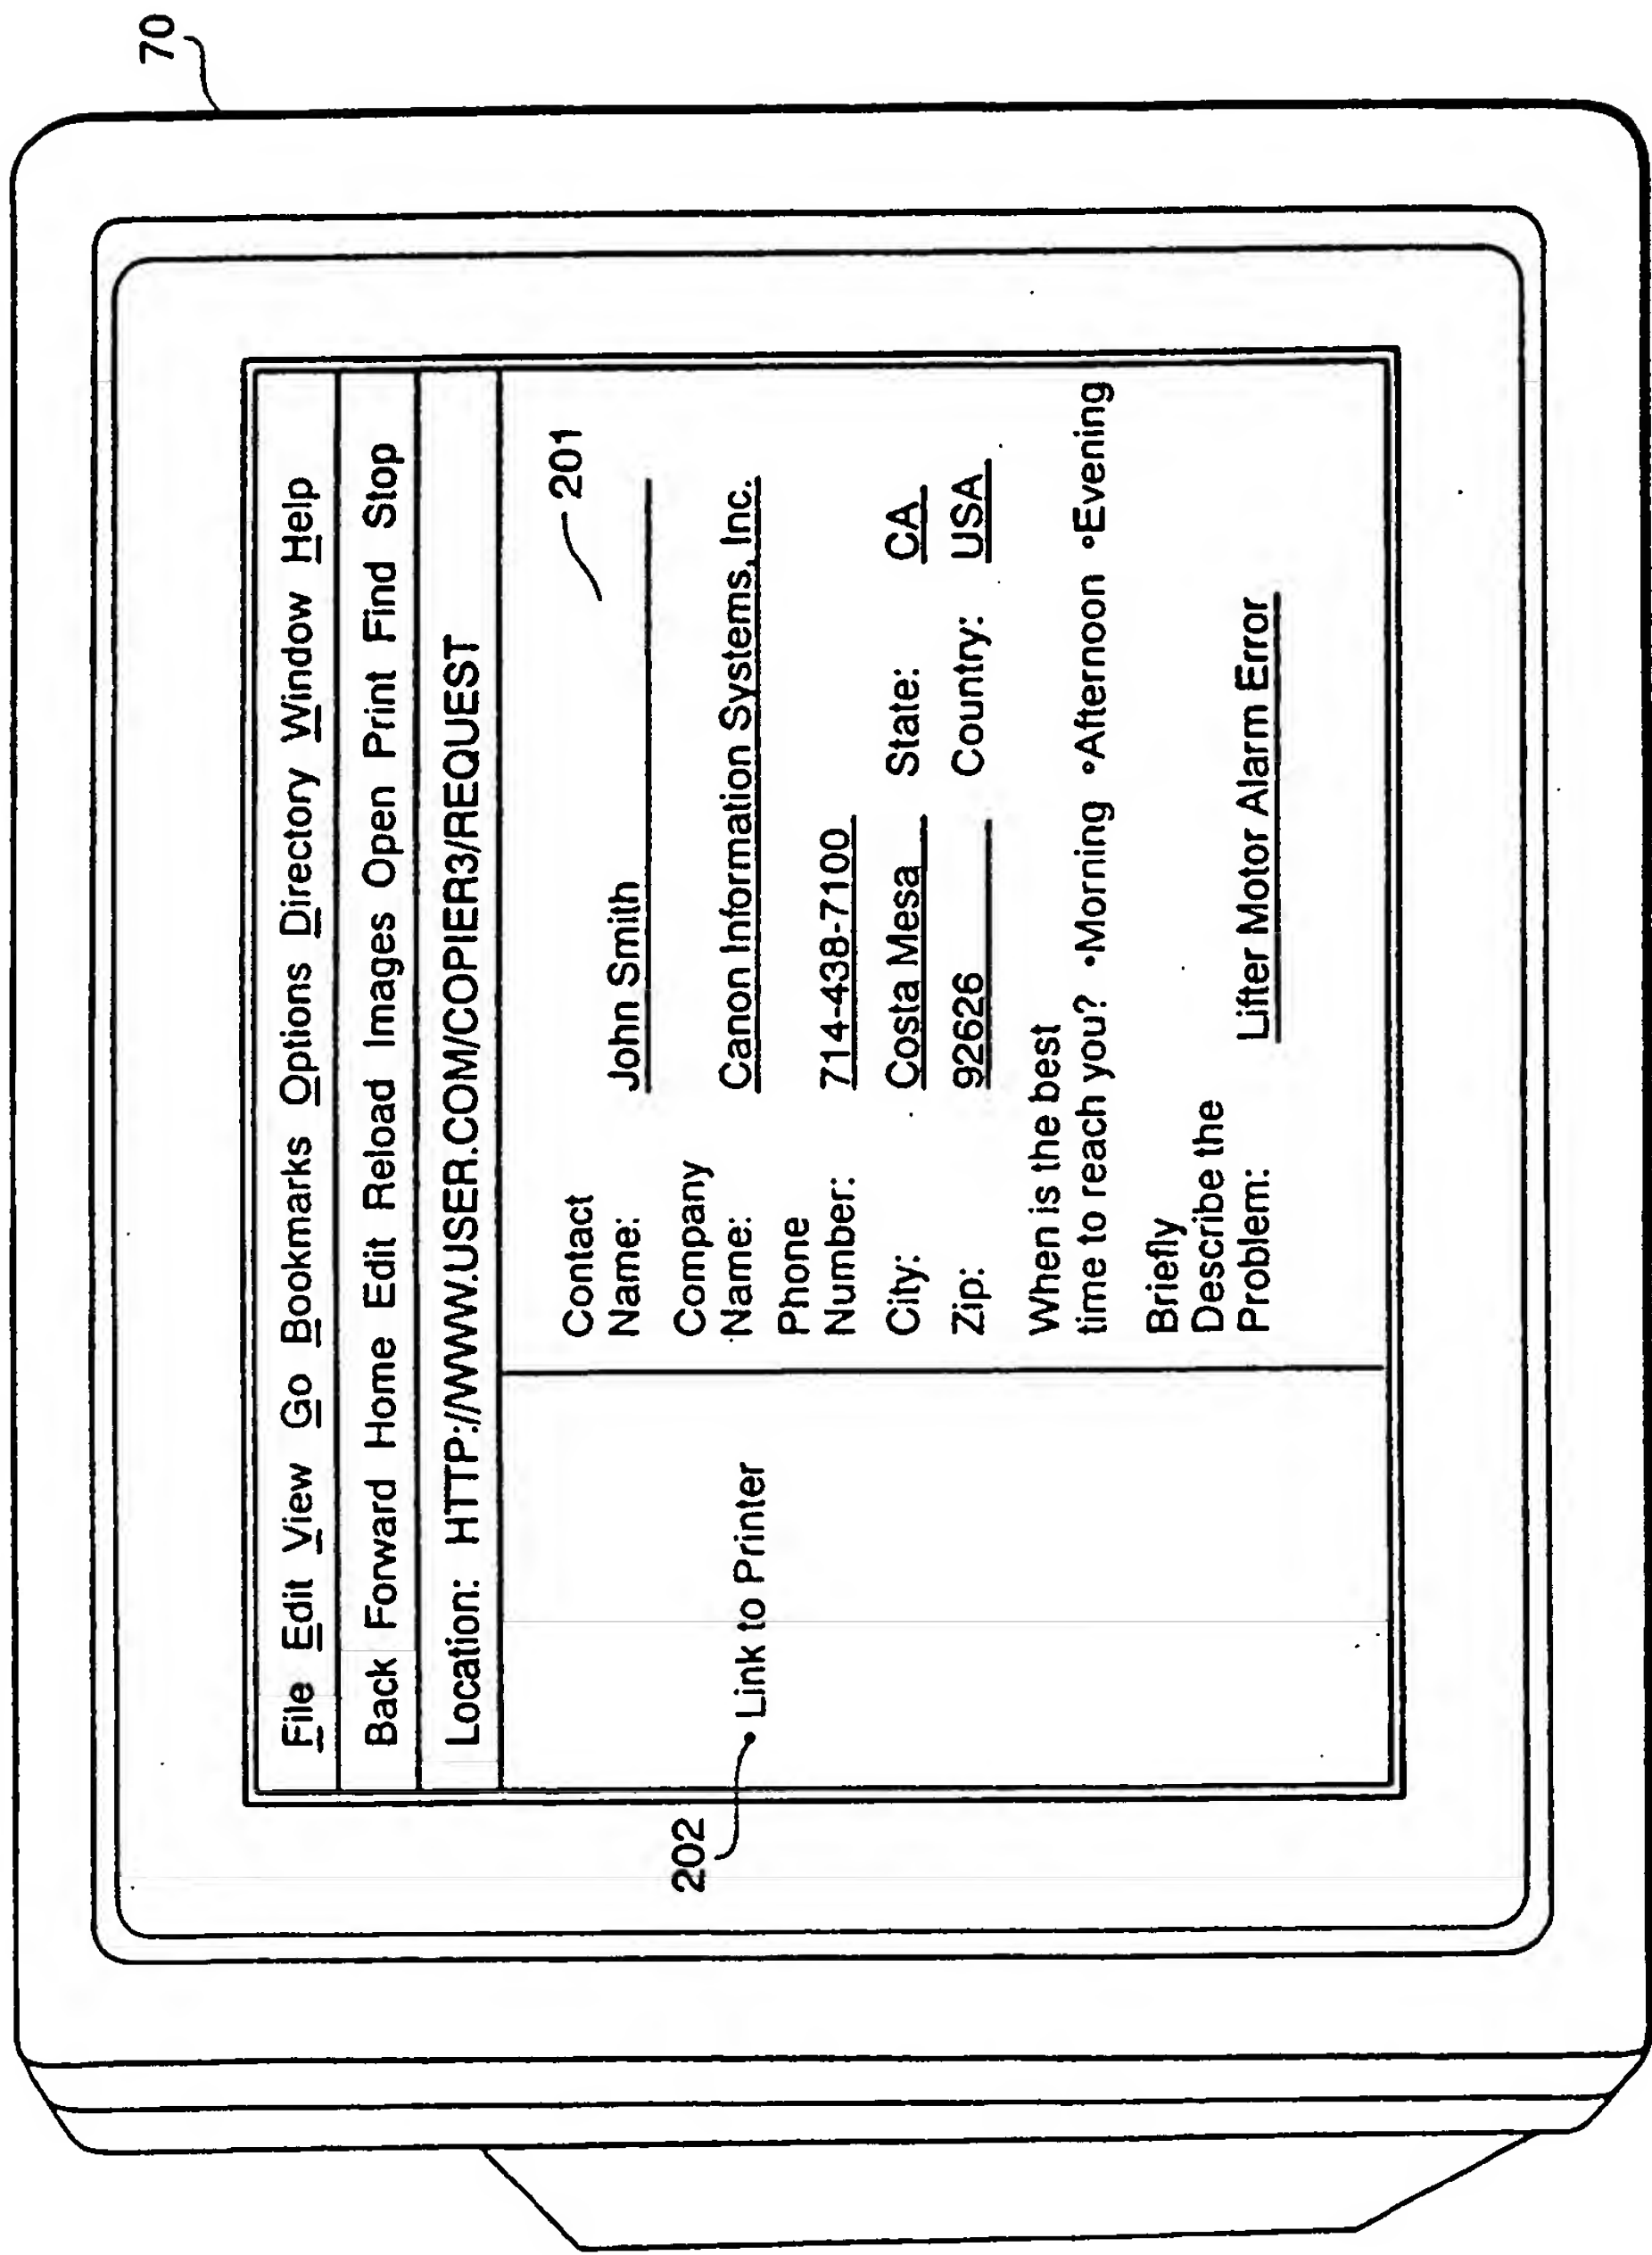 70
File Edit View Go Bookmarks Options Directory Window Help
Back Forward Home Edit Reload Images Open Print Find Stop
Location: HTTP://WWW.USER.COM/COPIER3/REQUEST
201
202
Link to Printer
Contact
Name: John Smith
Company
Name: Canon Information Systems, Inc.
Phone
Number: 714-438-7100
City: Costa Mesa State: CA
Zip: 92626 Country: USA
When is the best
time to reach you? •Morning ∘Afternoon ∘Evening
Briefly
Describe the
Problem: Lifter Motor Alarm Error